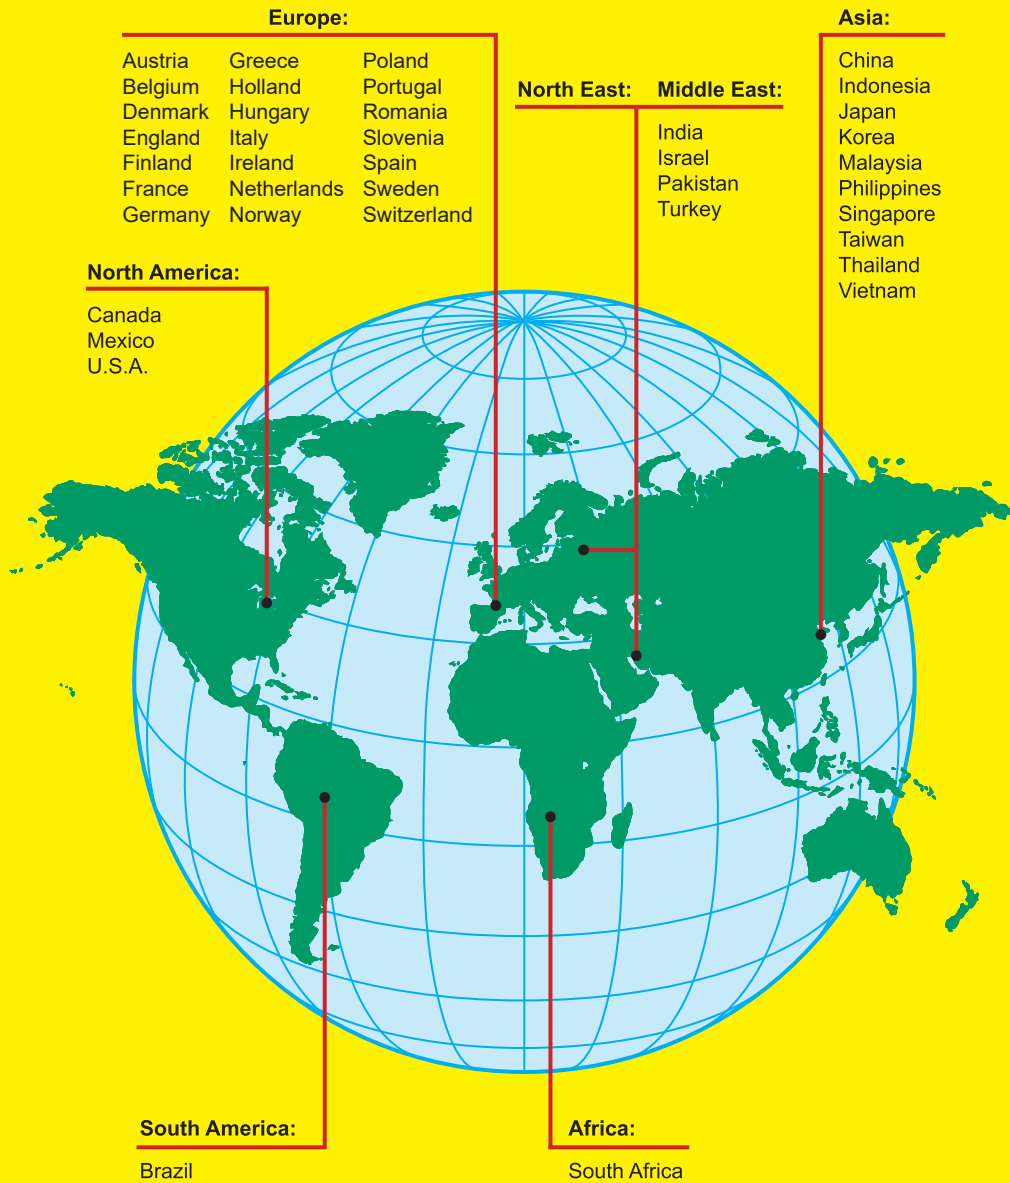 Europe:
Austria
Belgium
Denmark
England
Finland
France
Germany
Greece
Holland
Hungary
Italy
Ireland
Netherlands
Norway
Poland
Portugal
Romania
Slovenia
Spain
Sweden
Switzerland
North East:
Middle East:
India
Israel
Pakistan
Turkey
Asia:
China
Indonesia
Japan
Korea
Malaysia
Philippines
Singapore
Taiwan
Thailand
Vietnam
North America:
Canada
Mexico
U.S.A.
South America:
Brazil
Africa:
South Africa